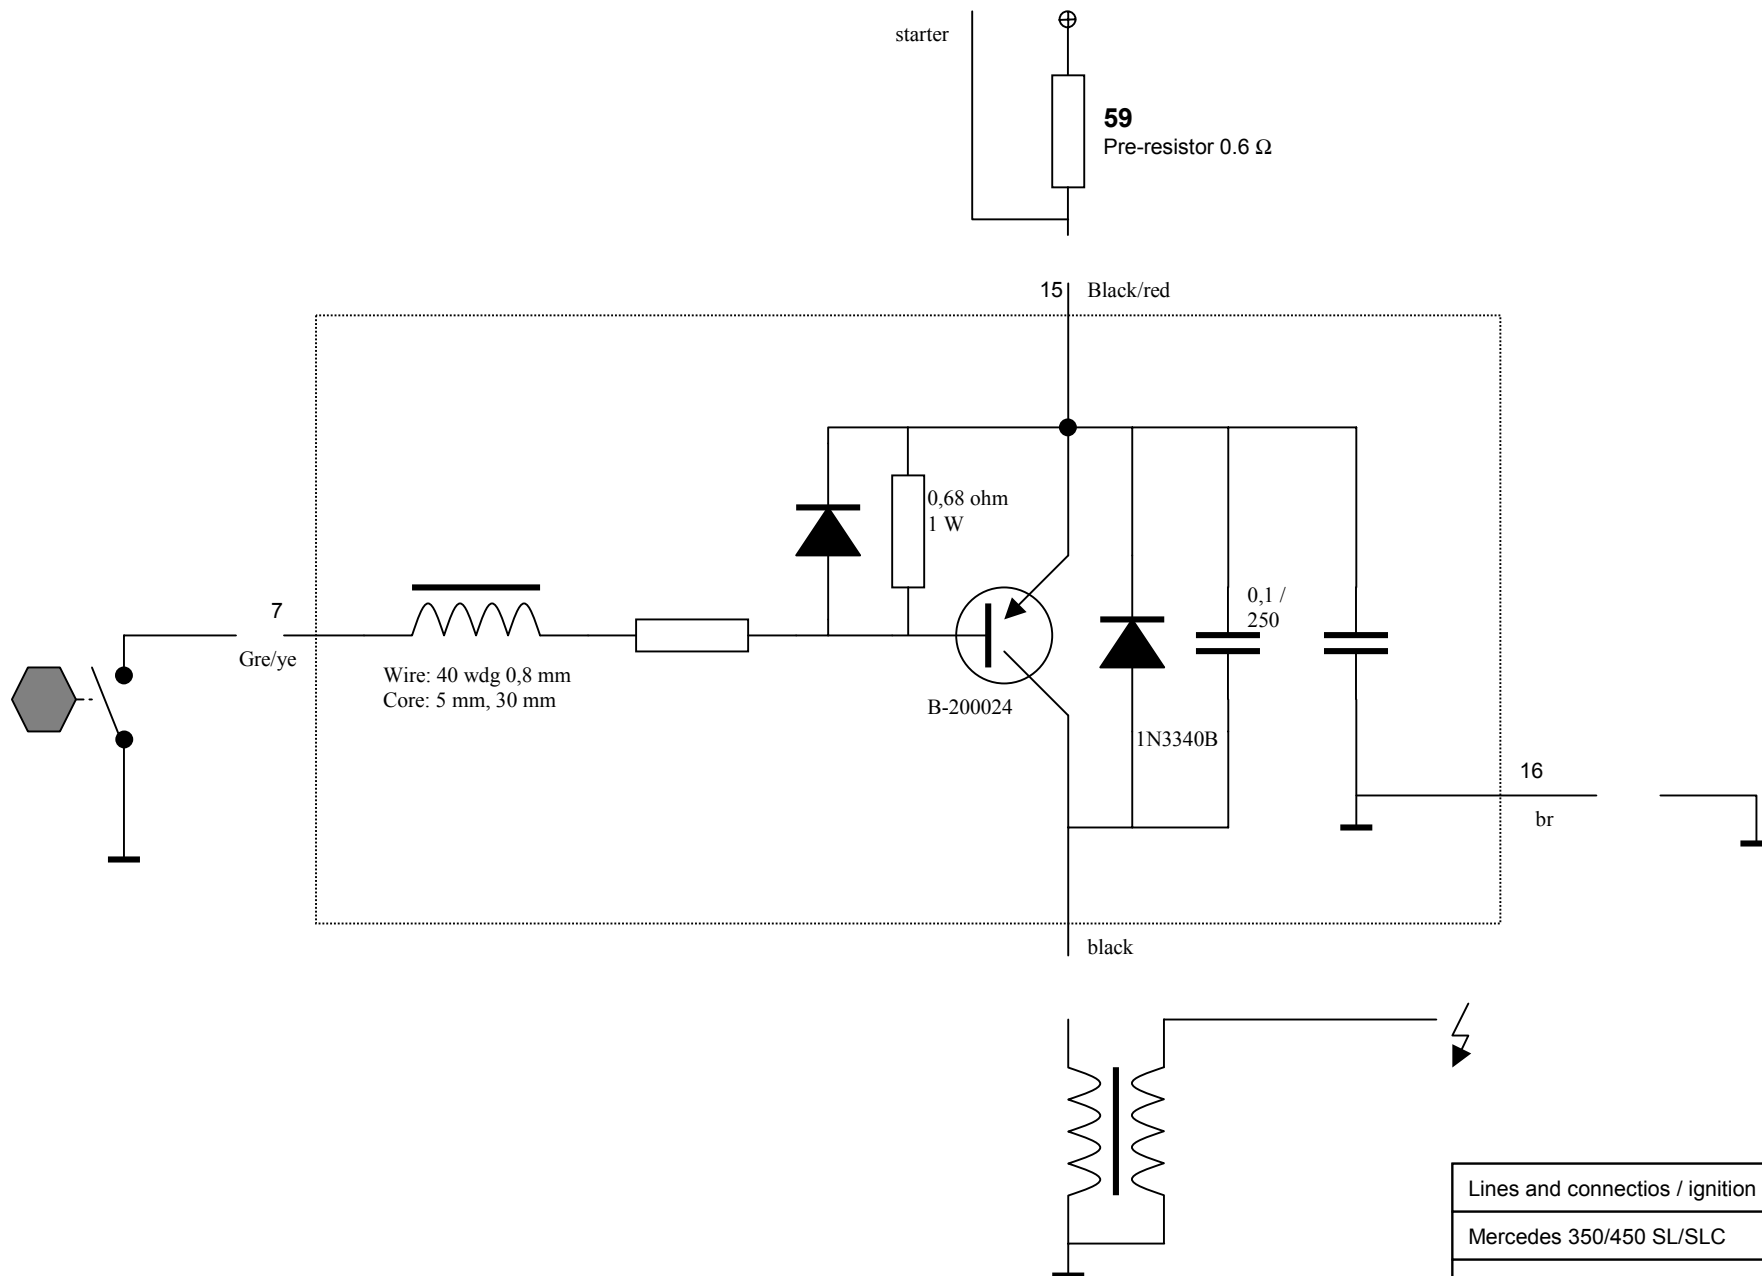 starter
59
Pre-resistor 0.6 Ω
15
Black/red
0,68 ohm
1 W
7
0,1 /
250
Gre/ye
Wire: 40 wdg 0,8 mm
Core: 5 mm, 30 mm
B-200024
1N3340B
16
br
black
Lines and connectios / ignition
Mercedes 350/450 SL/SLC